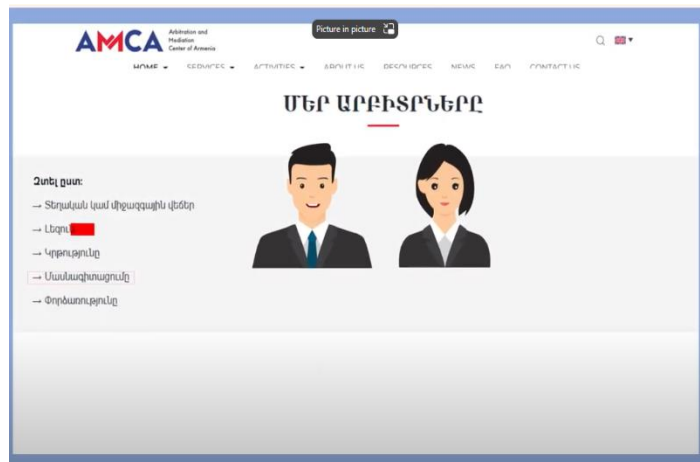 Picture in picture
AMCA
Arbitration and
Mediation
Center of Armenia
HOME SERVICES ACTIVITIES ABOUT US RESOURCES NEWS FAQ CONTACT US
ՄԵՐ ԱՐԲԻՏՐՆԵՐԸ
Զտել ըստ:
→ Տեղական կամ միջազգային վեճեր
→ Լեզու
→ Կրթությունը
→ Մասնագիտացումը
→ Փորձառությունը